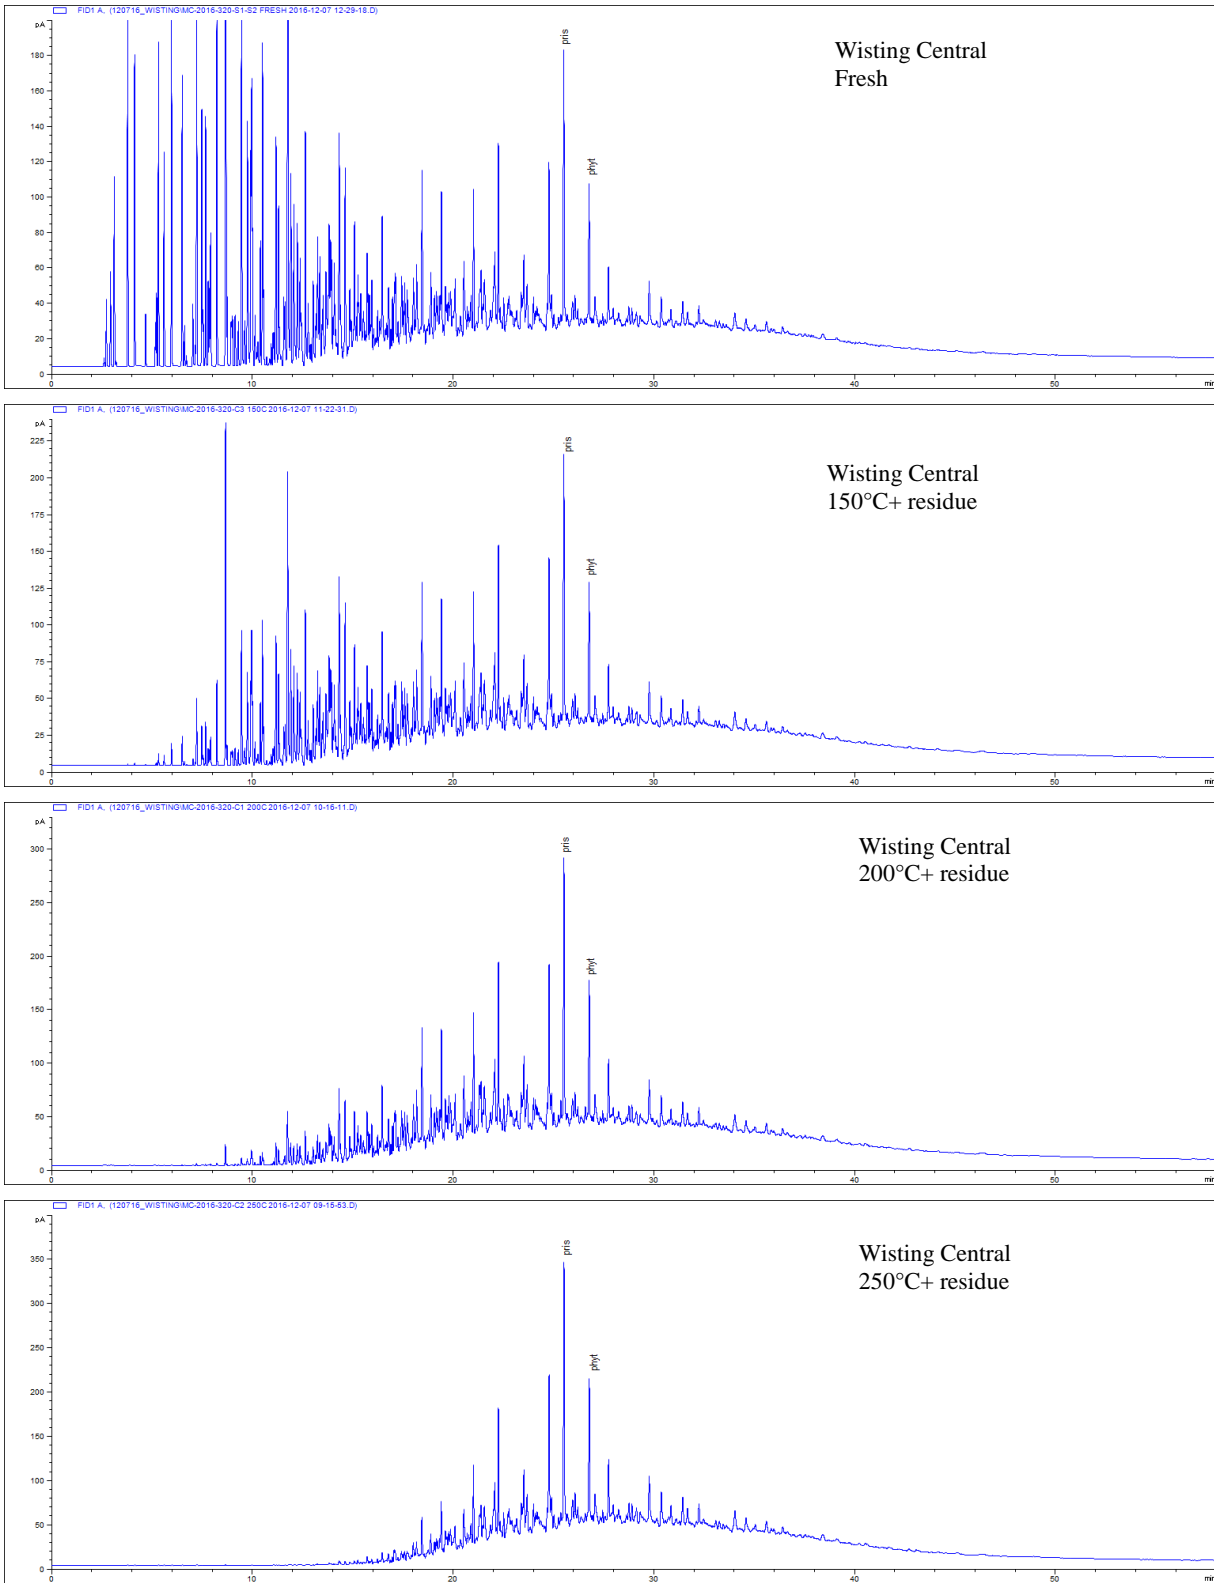 FID1 A, (120716_WISTING\MC-2016-320-S1-S2 FRESH 2016-12-07 12-29-18.D)
pA
180
160
140
120
100
80
60
40
20
0
pris
phyt
Wisting Central
Fresh
0 10 20 30 40 50 min
FID1 A, (120716_WISTING\MC-2016-320-C3 150C 2016-12-07 11-22-31.D)
pA
225
200
175
150
125
100
75
50
25
0
pris
phyt
Wisting Central
150°C+ residue
0 10 20 30 40 50 min
FID1 A, (120716_WISTING\MC-2016-320-C1 200C 2016-12-07 10-16-11.D)
pA
300
250
200
150
100
50
0
pris
phyt
Wisting Central
200°C+ residue
0 10 20 30 40 50 min
FID1 A, (120716_WISTING\MC-2016-320-C2 250C 2016-12-07 09-15-53.D)
pA
350
300
250
200
150
100
50
0
pris
phyt
Wisting Central
250°C+ residue
0 10 20 30 40 50 min